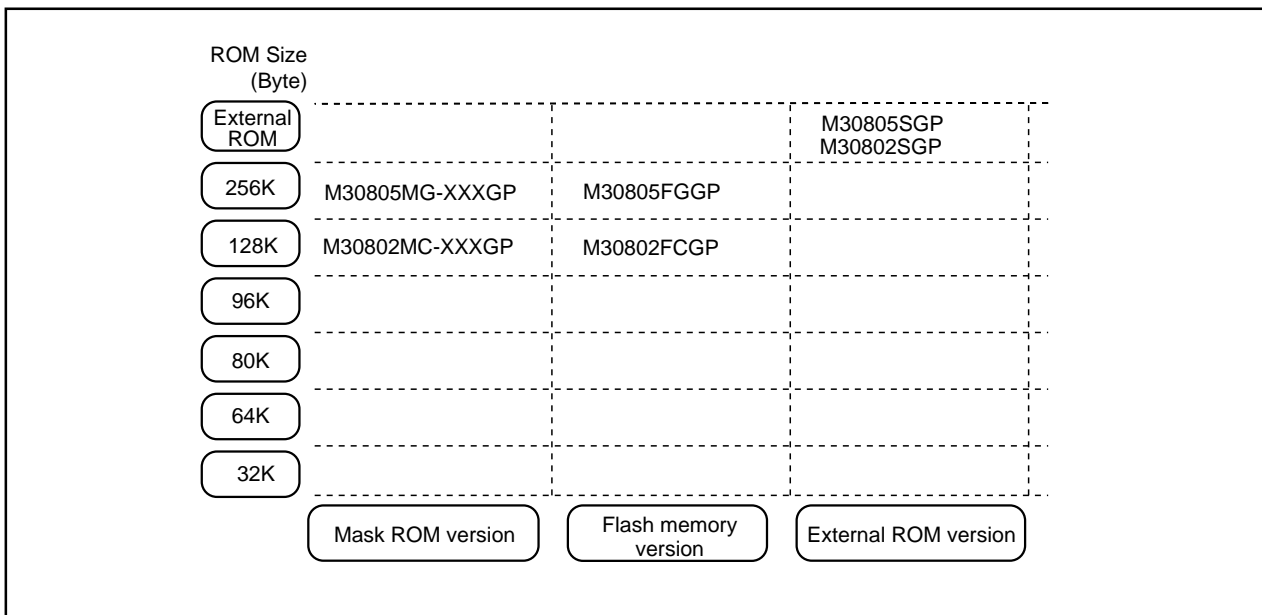 ROM Size
(Byte)
External
ROM
M30805SGP
M30802SGP
256K
M30805MG-XXXGP
M30805FGGP
128K
M30802MC-XXXGP
M30802FCGP
96K
80K
64K
32K
Mask ROM version
Flash memory
version
External ROM version